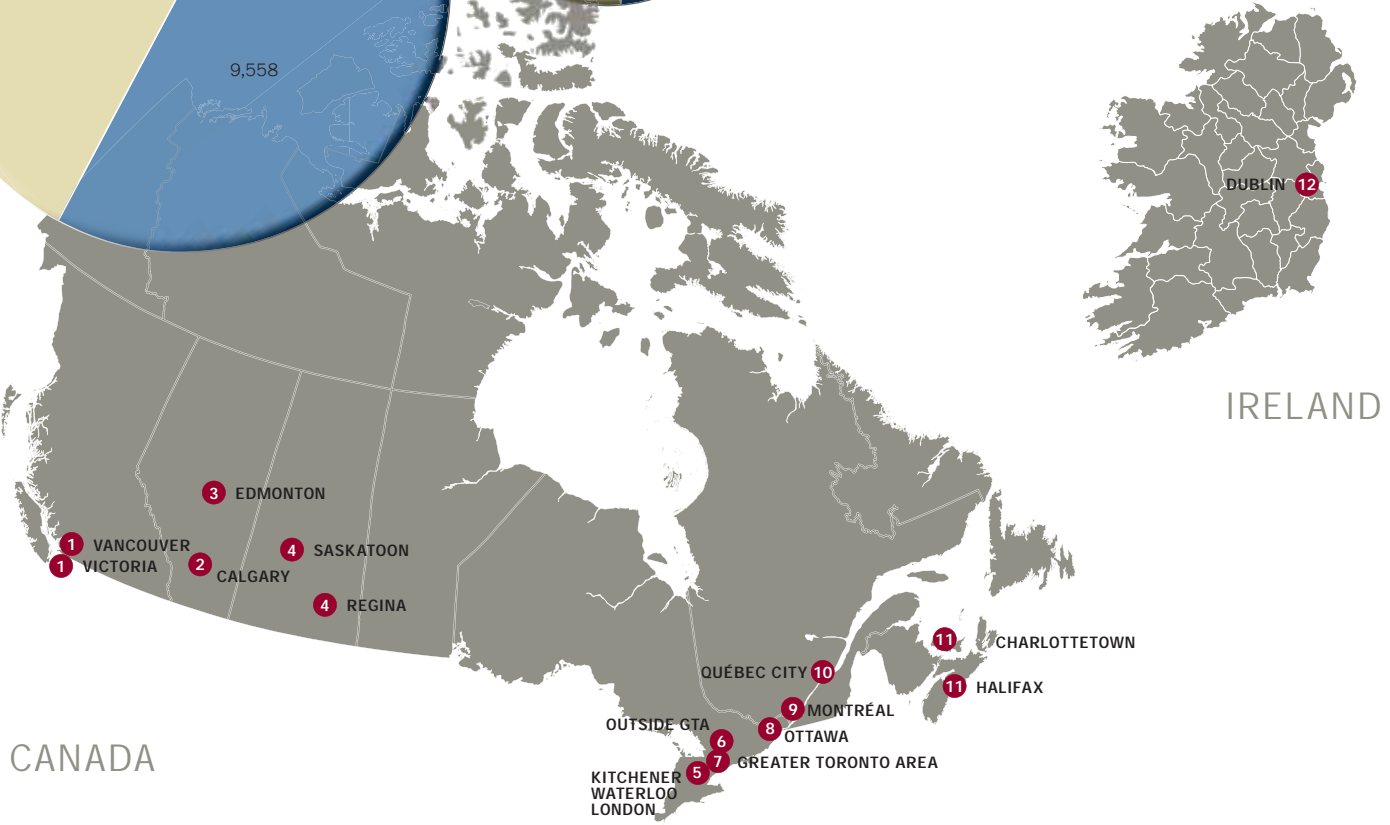 9,558
DUBLIN 12
IRELAND
3 EDMONTON
1 VANCOUVER
1 VICTORIA
2 CALGARY
4 SASKATOON
4 REGINA
11 CHARLOTTETOWN
11 HALIFAX
QUÉBEC CITY 10
9 MONTRÉAL
8 OTTAWA
OUTSIDE GTA
6
7 GREATER TORONTO AREA
5
KITCHENER
WATERLOO
LONDON
CANADA